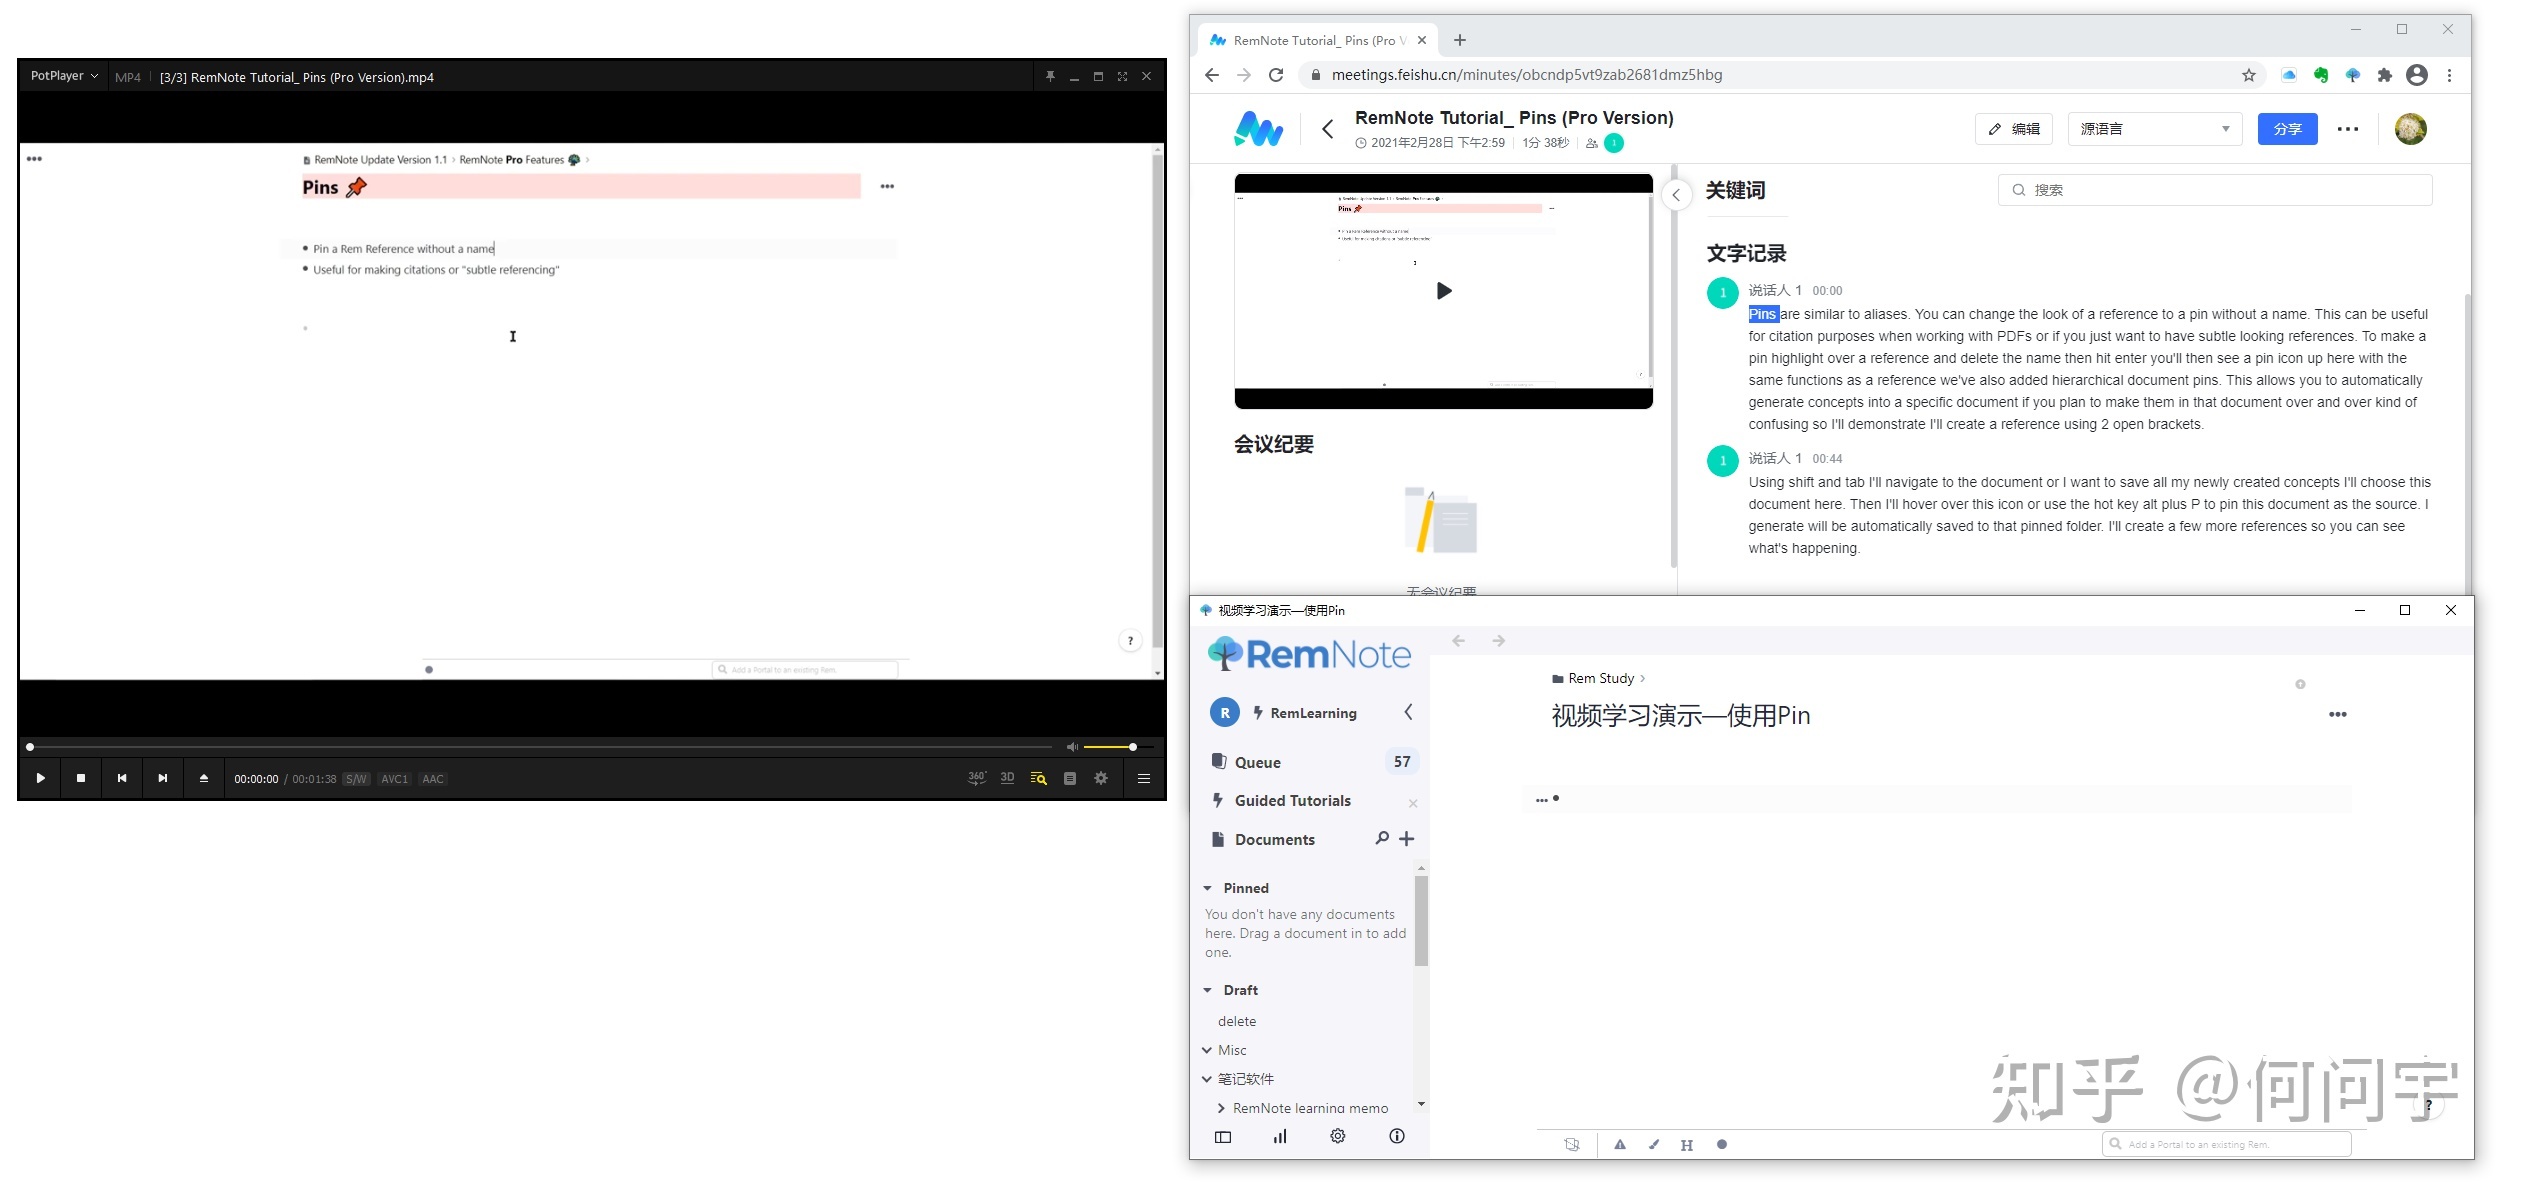 PotPlayer
MP4
[3/3] RemNote Tutorial_ Pins (Pro Version).mp4
RemNote Update Version 1.1 › RemNote Pro Features ›
Pins
Pin a Rem Reference without a name
Useful for making citations or "subtle referencing"
?
Add a Portal to an existing Rem.
00:00:00 / 00:01:38 S/W AVC1 AAC
360°
3D
RemNote Tutorial_ Pins (Pro V
meetings.feishu.cn/minutes/obcndp5vt9zab2681dmz5hbg
RemNote Tutorial_ Pins (Pro Version)
2021年2月28日 下午2:59
1分 38秒
1
编辑
源语言
分享
会议纪要
无会议纪要
关键词
搜索
文字记录
1
说话人 1 00:00
Pins are similar to aliases. You can change the look of a reference to a pin without a name. This can be useful
for citation purposes when working with PDFs or if you just want to have subtle looking references. To make a
pin highlight over a reference and delete the name then hit enter you'll then see a pin icon up here with the
same functions as a reference we've also added hierarchical document pins. This allows you to automatically
generate concepts into a specific document if you plan to make them in that document over and over kind of
confusing so I'll demonstrate I'll create a reference using 2 open brackets.
1
说话人 1 00:44
Using shift and tab I'll navigate to the document or I want to save all my newly created concepts I'll choose this
document here. Then I'll hover over this icon or use the hot key alt plus P to pin this document as the source. I
generate will be automatically saved to that pinned folder. I'll create a few more references so you can see
what's happening.
视频学习演示—使用Pin
RemNote
R
RemLearning
Queue
57
Guided Tutorials
Documents
Pinned
You don't have any documents
here. Drag a document in to add
one.
Draft
delete
Misc
笔记软件
RemNote learning memo
Rem Study ›
视频学习演示—使用Pin
H
Add a Portal to an existing Rem.
?
知乎 @何问宇